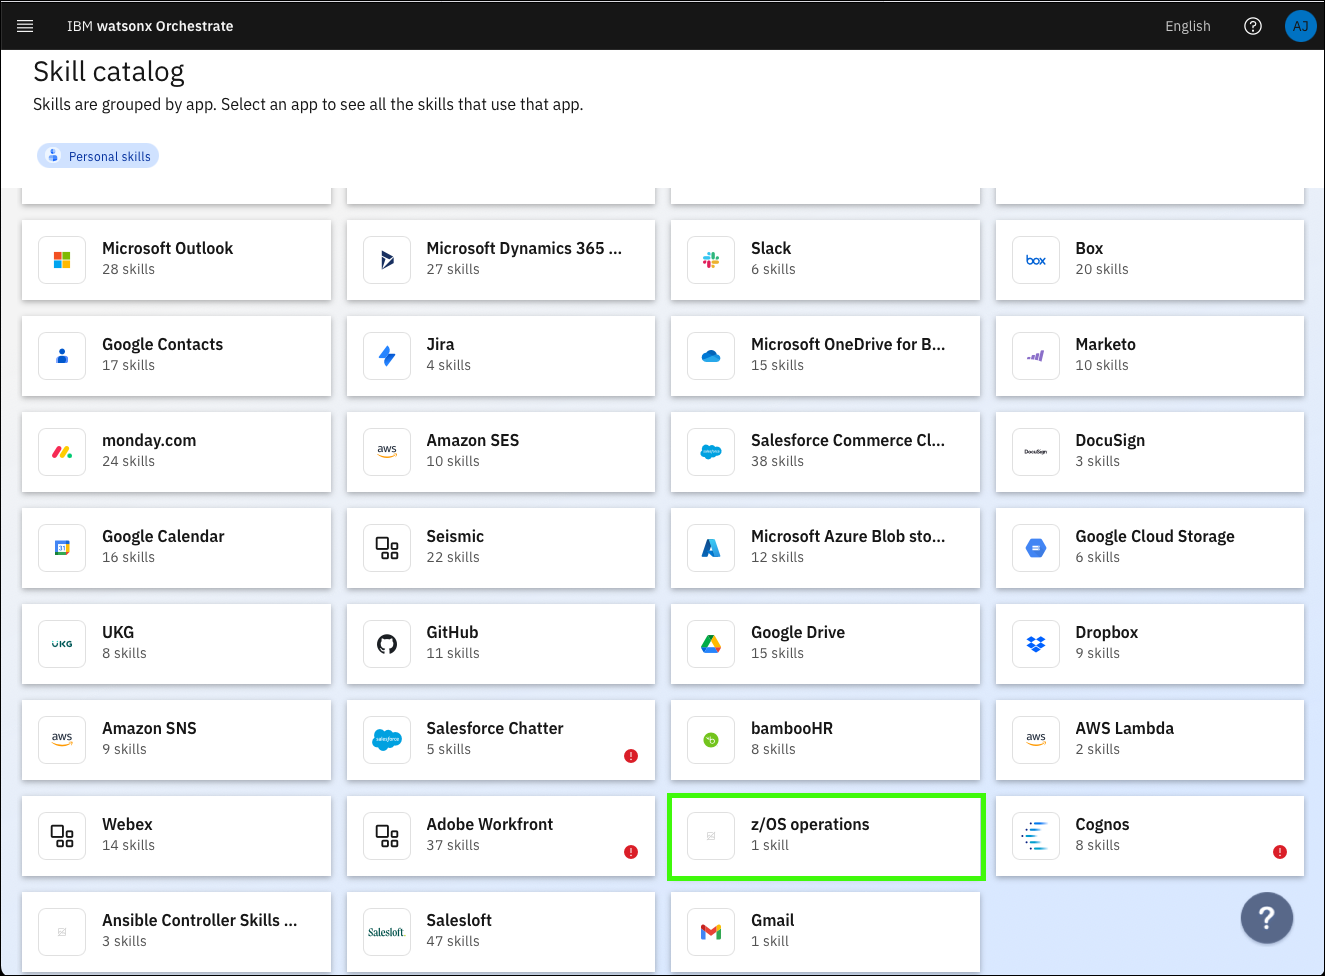 IBM watsonx Orchestrate
English
AJ
Skill catalog
Skills are grouped by app. Select an app to see all the skills that use that app.
Personal skills
Microsoft Outlook
28 skills
Microsoft Dynamics 365 ...
27 skills
Slack
6 skills
box
Box
20 skills
Google Contacts
17 skills
Jira
4 skills
Microsoft OneDrive for B...
15 skills
Marketo
10 skills
monday.com
24 skills
aws
Amazon SES
10 skills
salesforce
Salesforce Commerce Cl...
38 skills
DocuSign
DocuSign
3 skills
31
Google Calendar
16 skills
Seismic
22 skills
Microsoft Azure Blob sto...
12 skills
Google Cloud Storage
6 skills
UKG
UKG
8 skills
GitHub
11 skills
Google Drive
15 skills
Dropbox
9 skills
aws
Amazon SNS
9 skills
salesforce
Salesforce Chatter
5 skills
bambooHR
8 skills
aws
AWS Lambda
2 skills
Webex
14 skills
Adobe Workfront
37 skills
z/OS operations
1 skill
Cognos
8 skills
Ansible Controller Skills ...
3 skills
Salesloft
Salesloft
47 skills
Gmail
1 skill
?